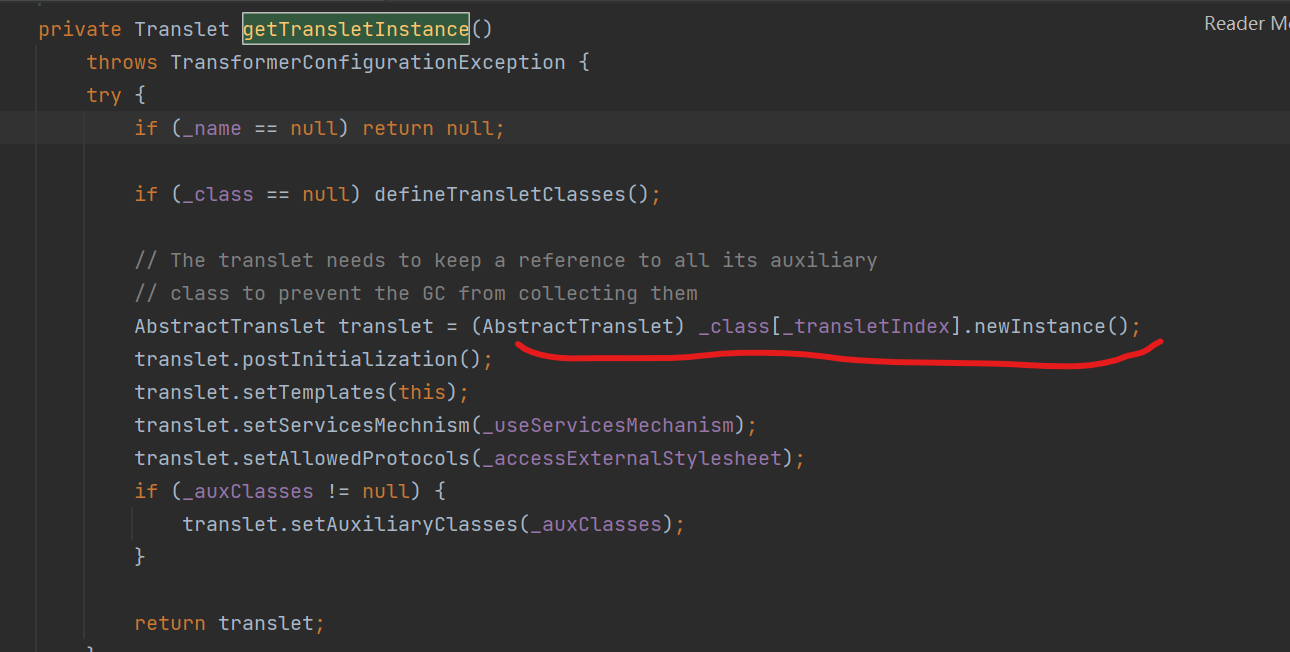 private Translet getTransletInstance()
Reader M
throws TransformerConfigurationException {
try {
if (_name == null) return null;
if (_class == null) defineTransletClasses();
// The translet needs to keep a reference to all its auxiliary
// class to prevent the GC from collecting them
AbstractTranslet translet = (AbstractTranslet) _class[_transletIndex].newInstance();
translet.postInitialization();
translet.setTemplates(this);
translet.setServicesMechnism(_useServicesMechanism);
translet.setAllowedProtocols(_accessExternalStylesheet);
if (_auxClasses != null) {
translet.setAuxiliaryClasses(_auxClasses);
}
return translet;
}